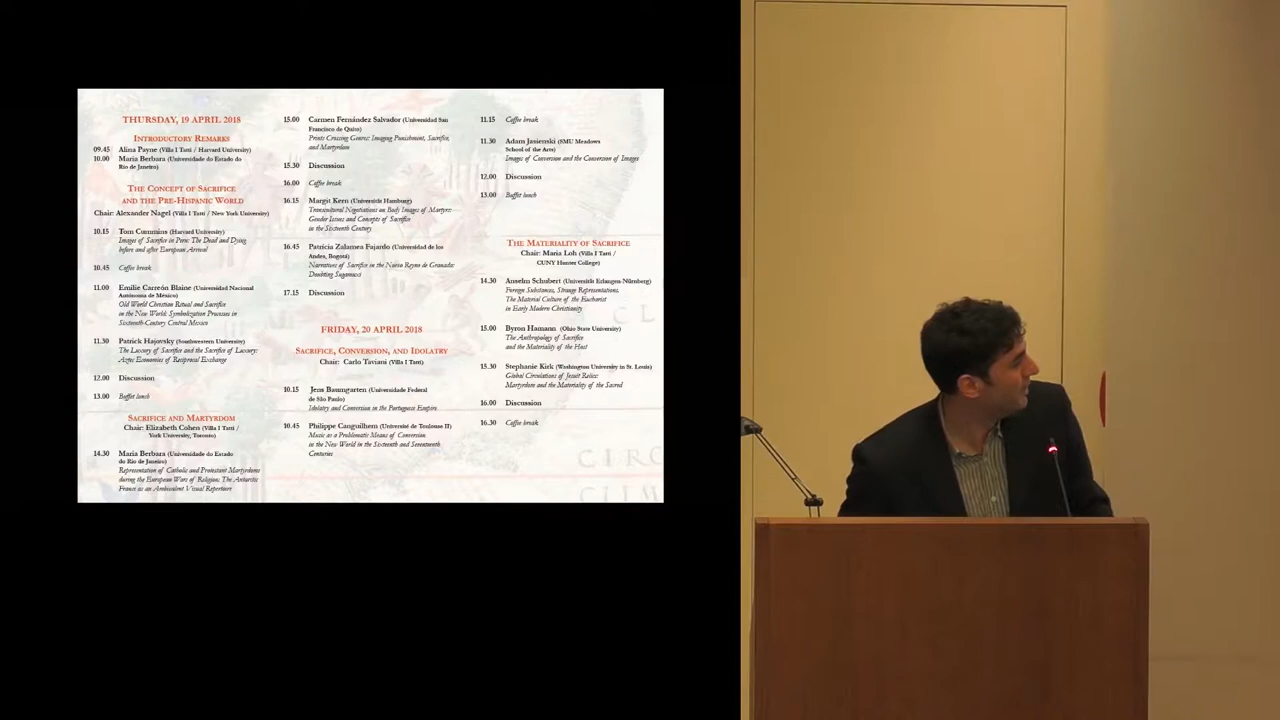 THURSDAY, 19 APRIL 2018
INTRODUCTORY REMARKS
09.45 Alina Payne (Villa I Tatti / Harvard University)
10.00 Maria Berbara (Universidade do Estado do
Rio de Janeiro)
THE CONCEPT OF SACRIFICE
AND THE PRE-HISPANIC WORLD
Chair: Alexander Nagel (Villa I Tatti / New York University)
10.15 Tom Cummins (Harvard University)
Images of Sacrifice in Peru: The Dead and Dying
before and after European Arrival
10.45 Coffee break
11.00 Emilie Carreón Blaine (Universidad Nacional
Autónoma de México)
Old World Christian Ritual and Sacrifice
in the New World: Symbolization Processes in
Sixteenth-Century Central Mexico
11.30 Patrick Hajovsky (Southwestern University)
The Luxury of Sacrifice and the Sacrifice of Luxury:
Aztec Economies of Reciprocal Exchange
12.00 Discussion
13.00 Buffet lunch
SACRIFICE AND MARTYRDOM
Chair: Elizabeth Cohen (Villa I Tatti /
York University, Toronto)
14.30 Maria Berbara (Universidade do Estado
do Rio de Janeiro)
Representation of Catholic and Protestant Martyrdoms
during the European Wars of Religion: The Antarctic
France as an Ambivalent Visual Repertoire
15.00 Carmen Fernández Salvador (Universidad San
Francisco de Quito)
Prints Crossing Genres: Imaging Punishment, Sacrifice,
and Martyrdom
15.30 Discussion
16.00 Coffee break
16.15 Margit Kern (Universität Hamburg)
Transcultural Negotiations on Body Images of Martyrs:
Gender Issues and Concepts of Sacrifice
in the Sixteenth Century
16.45 Patricia Zalamea Fajardo (Universidad de los
Andes, Bogotá)
Narratives of Sacrifice in the Nuevo Reyno de Granada:
Doubting Sugamuxi
17.15 Discussion
FRIDAY, 20 APRIL 2018
SACRIFICE, CONVERSION, AND IDOLATRY
Chair: Carlo Taviani (Villa I Tatti)
10.15 Jens Baumgarten (Universidade Federal
de São Paulo)
Idolatry and Conversion in the Portuguese Empire
10.45 Philippe Canguilhem (Université de Toulouse II)
Music as a Problematic Means of Conversion
in the New World in the Sixteenth and Seventeenth
Centuries
11.15 Coffee break
11.30 Adam Jasienski (SMU Meadows
School of the Arts)
Images of Conversion and the Conversion of Images
12.00 Discussion
13.00 Buffet lunch
THE MATERIALITY OF SACRIFICE
Chair: Maria Loh (Villa I Tatti /
CUNY Hunter College)
14.30 Anselm Schubert (Universität Erlangen-Nürnberg)
Foreign Substances, Strange Representations.
The Material Culture of the Eucharist
in Early Modern Christianity
15.00 Byron Hamann (Ohio State University)
The Anthropology of Sacrifice
and the Materiality of the Host
15.30 Stephanie Kirk (Washington University in St. Louis)
Global Circulations of Jesuit Relics:
Martyrdom and the Materiality of the Sacred
16.00 Discussion
16.30 Coffee break
CIRC